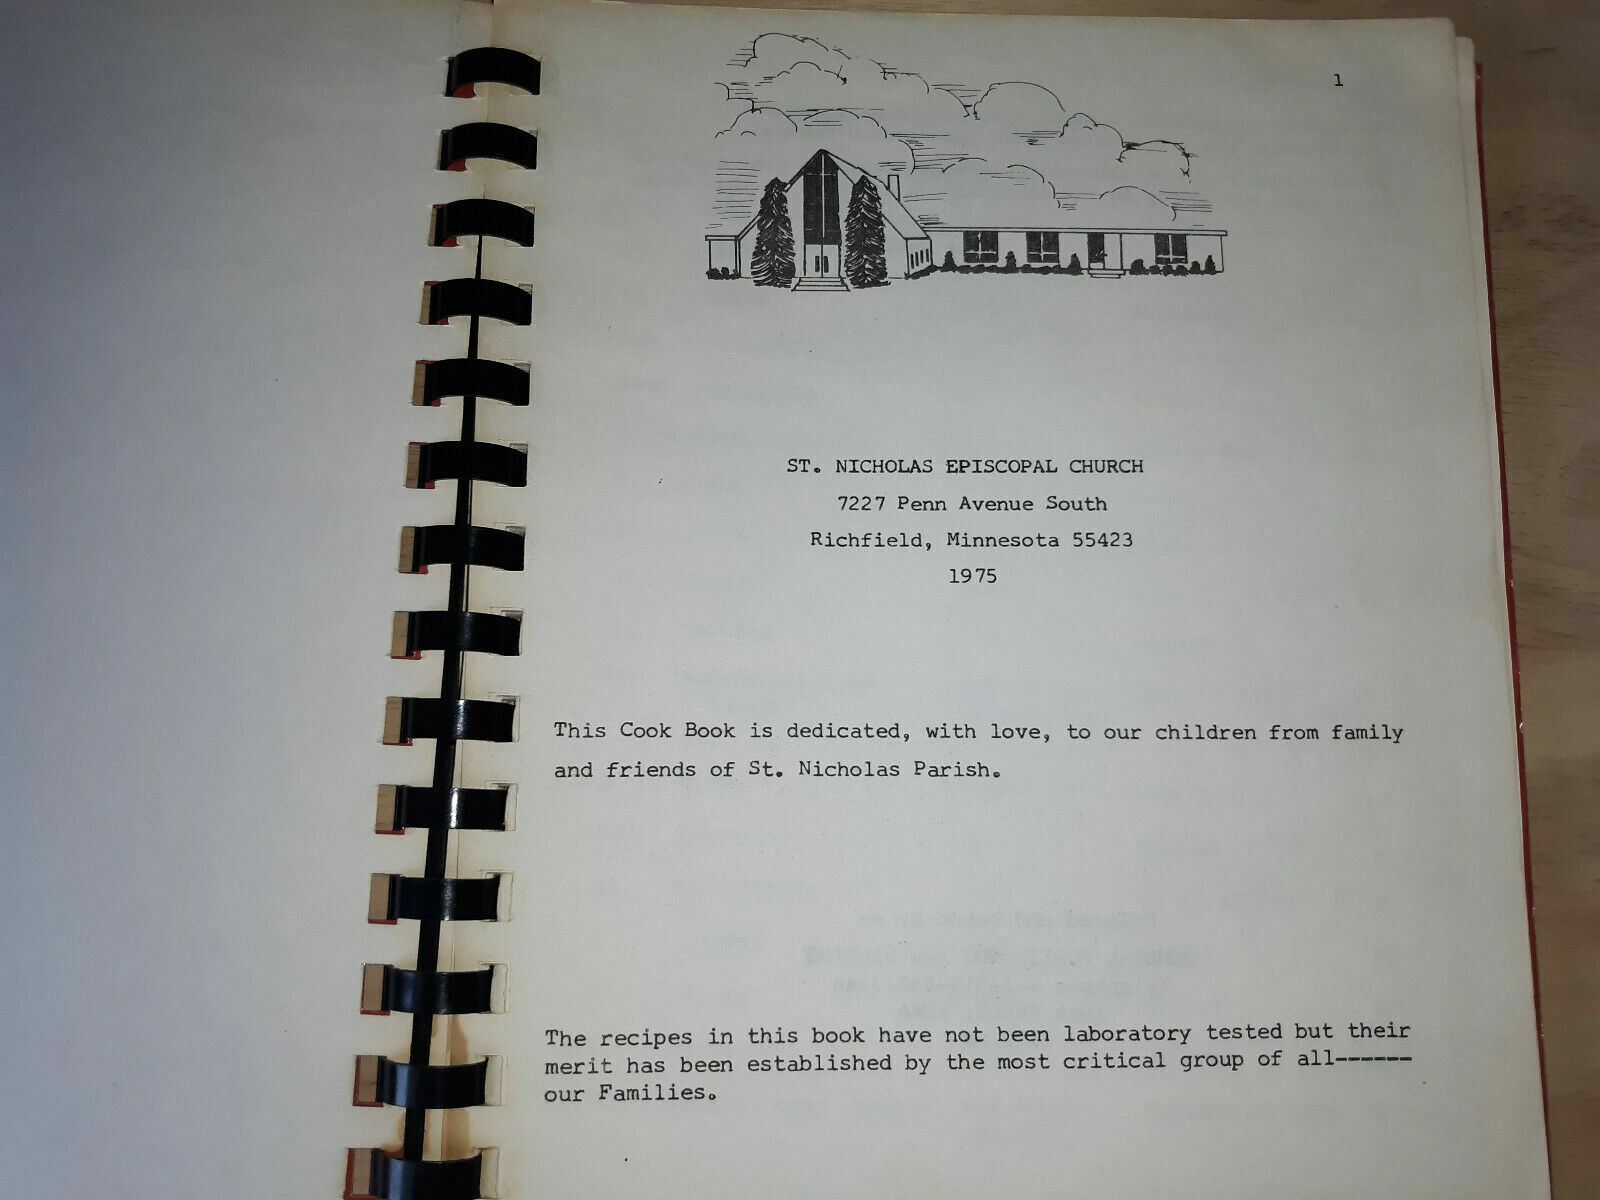 1
ST. NICHOLAS EPISCOPAL CHURCH
7227 Penn Avenue South
Richfield, Minnesota 55423
1975
This Cook Book is dedicated, with love, to our children from family
and friends of St. Nicholas Parish.
The recipes in this book have not been laboratory tested but their
merit has been established by the most critical group of all------
our Families.